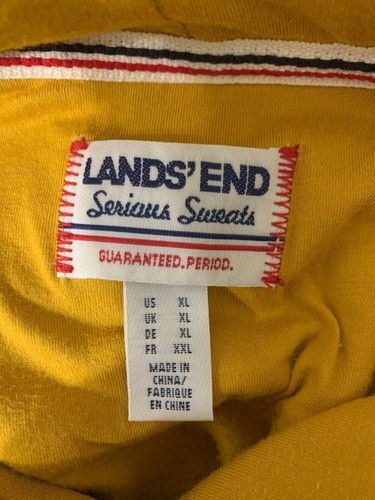 LANDS' END
Serious Sweats
GUARANTEED. PERIOD.
US XL
UK XL
DE XL
FR XXL
MADE IN
CHINA/
FABRIQUE
EN CHINE